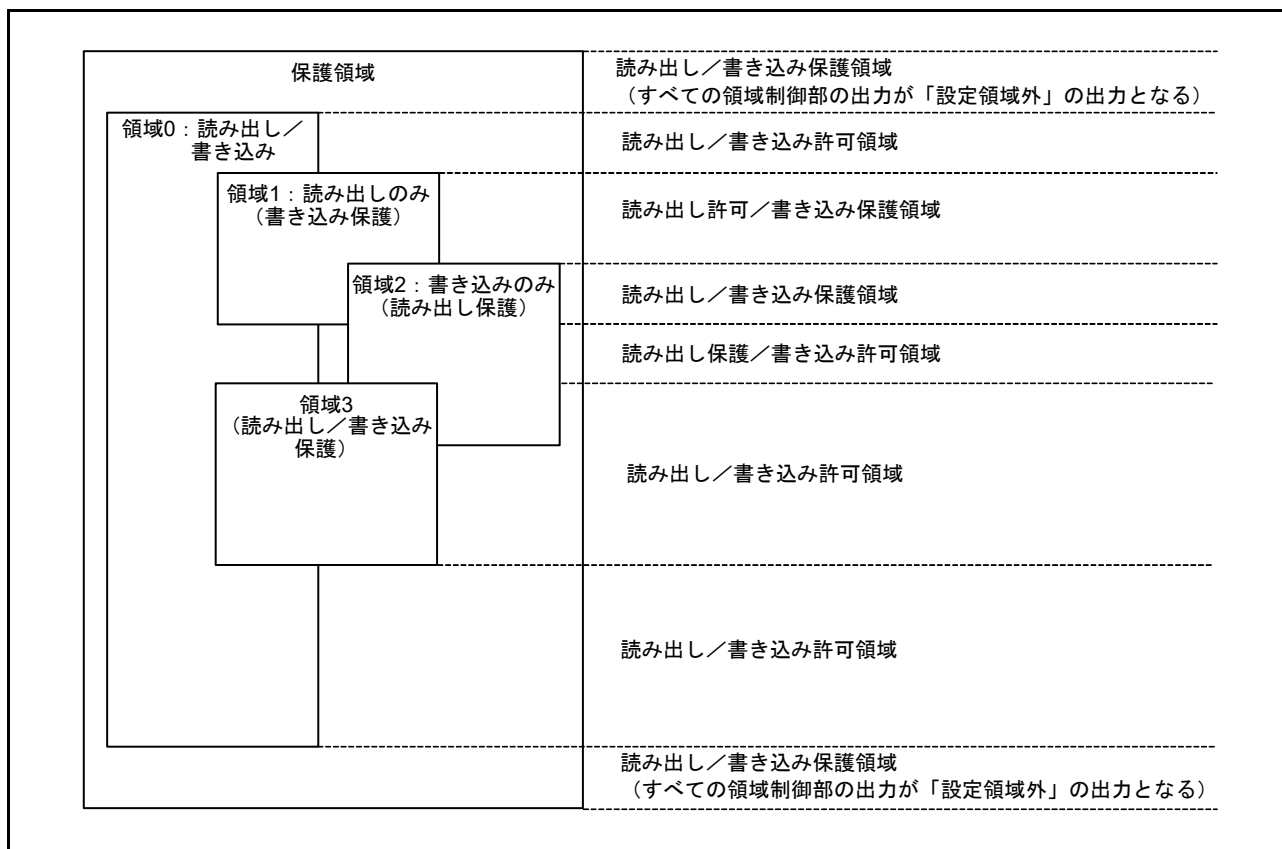 保護領域
領域0：読み出し／
書き込み
領域1：読み出しのみ
（書き込み保護）
領域2：書き込みのみ
（読み出し保護）
領域3
（読み出し／書き込み
保護）
読み出し／書き込み保護領域
（すべての領域制御部の出力が「設定領域外」の出力となる）
読み出し／書き込み許可領域
読み出し許可／書き込み保護領域
読み出し／書き込み保護領域
読み出し保護／書き込み許可領域
読み出し／書き込み許可領域
読み出し／書き込み許可領域
読み出し／書き込み保護領域
（すべての領域制御部の出力が「設定領域外」の出力となる）